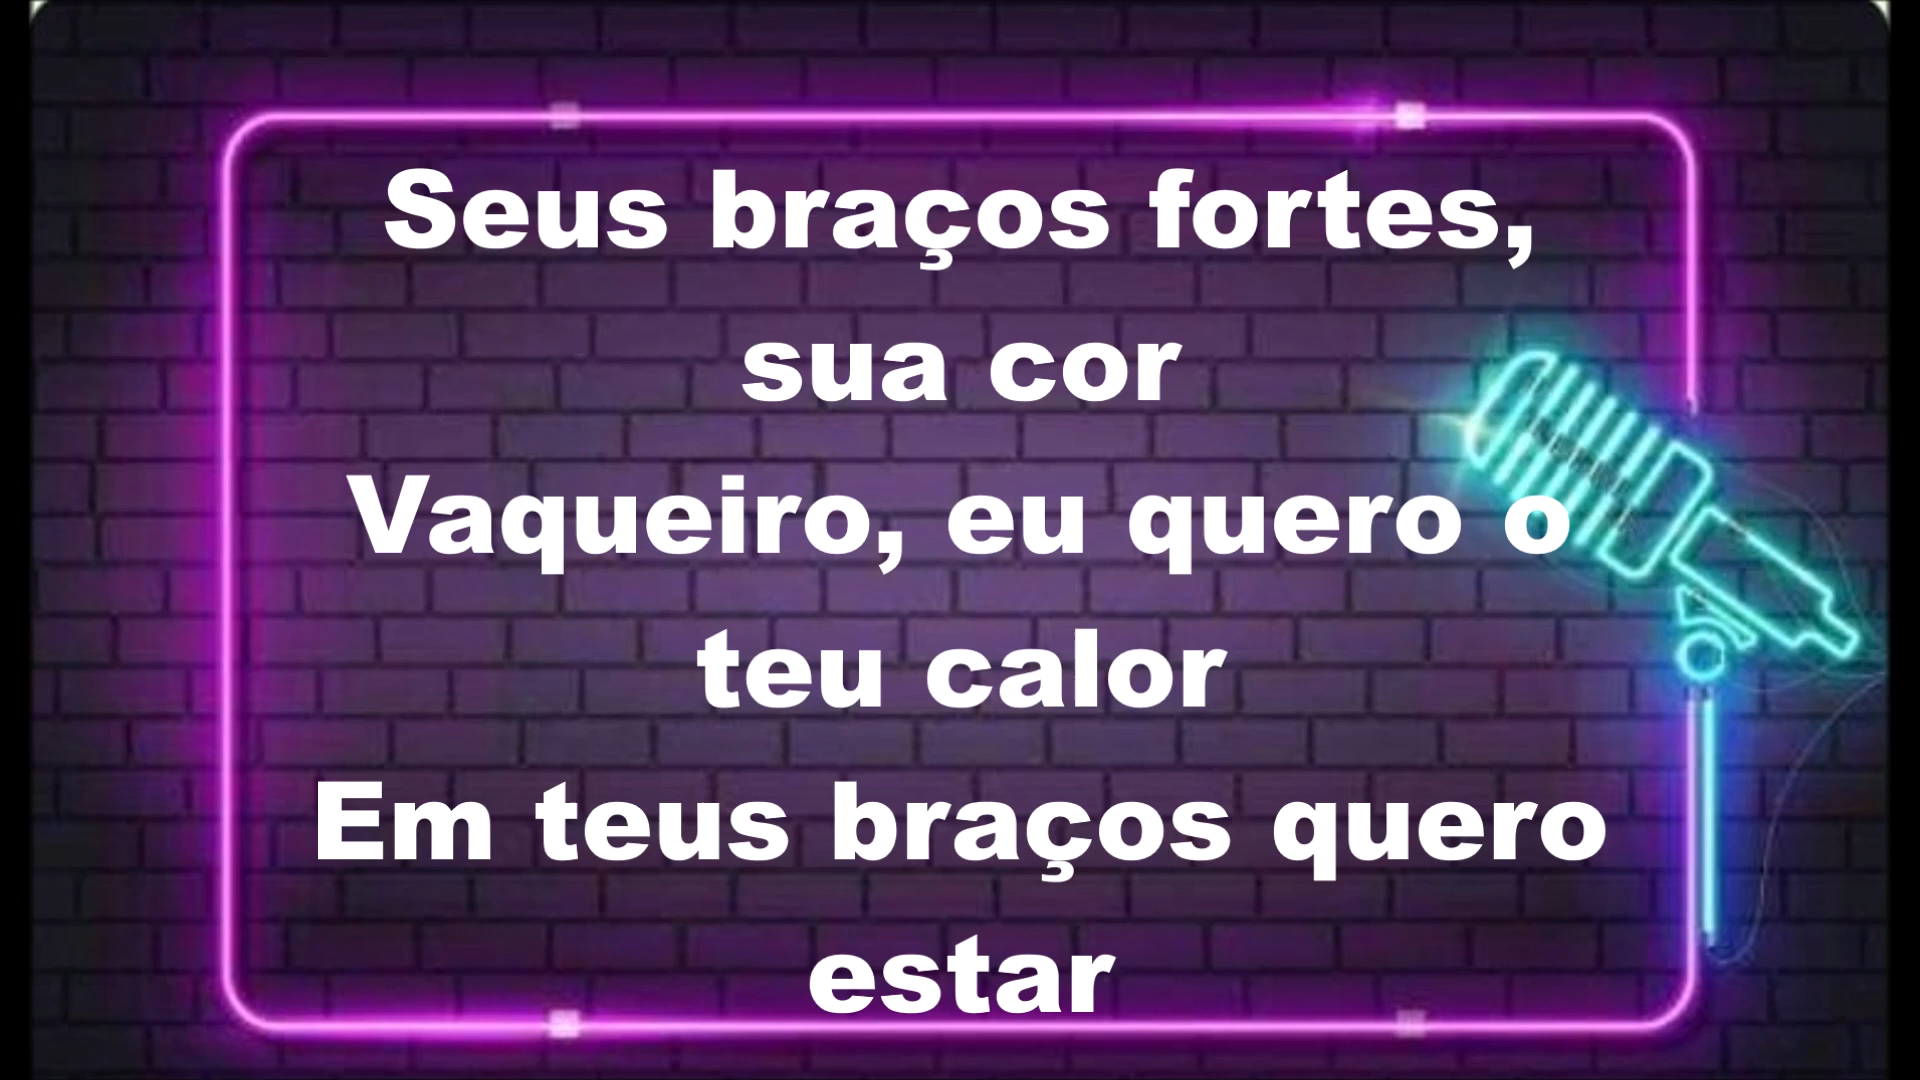 Seus braços fortes,
sua cor
Vaqueiro, eu quero o
teu calor
Em teus braços quero
estar